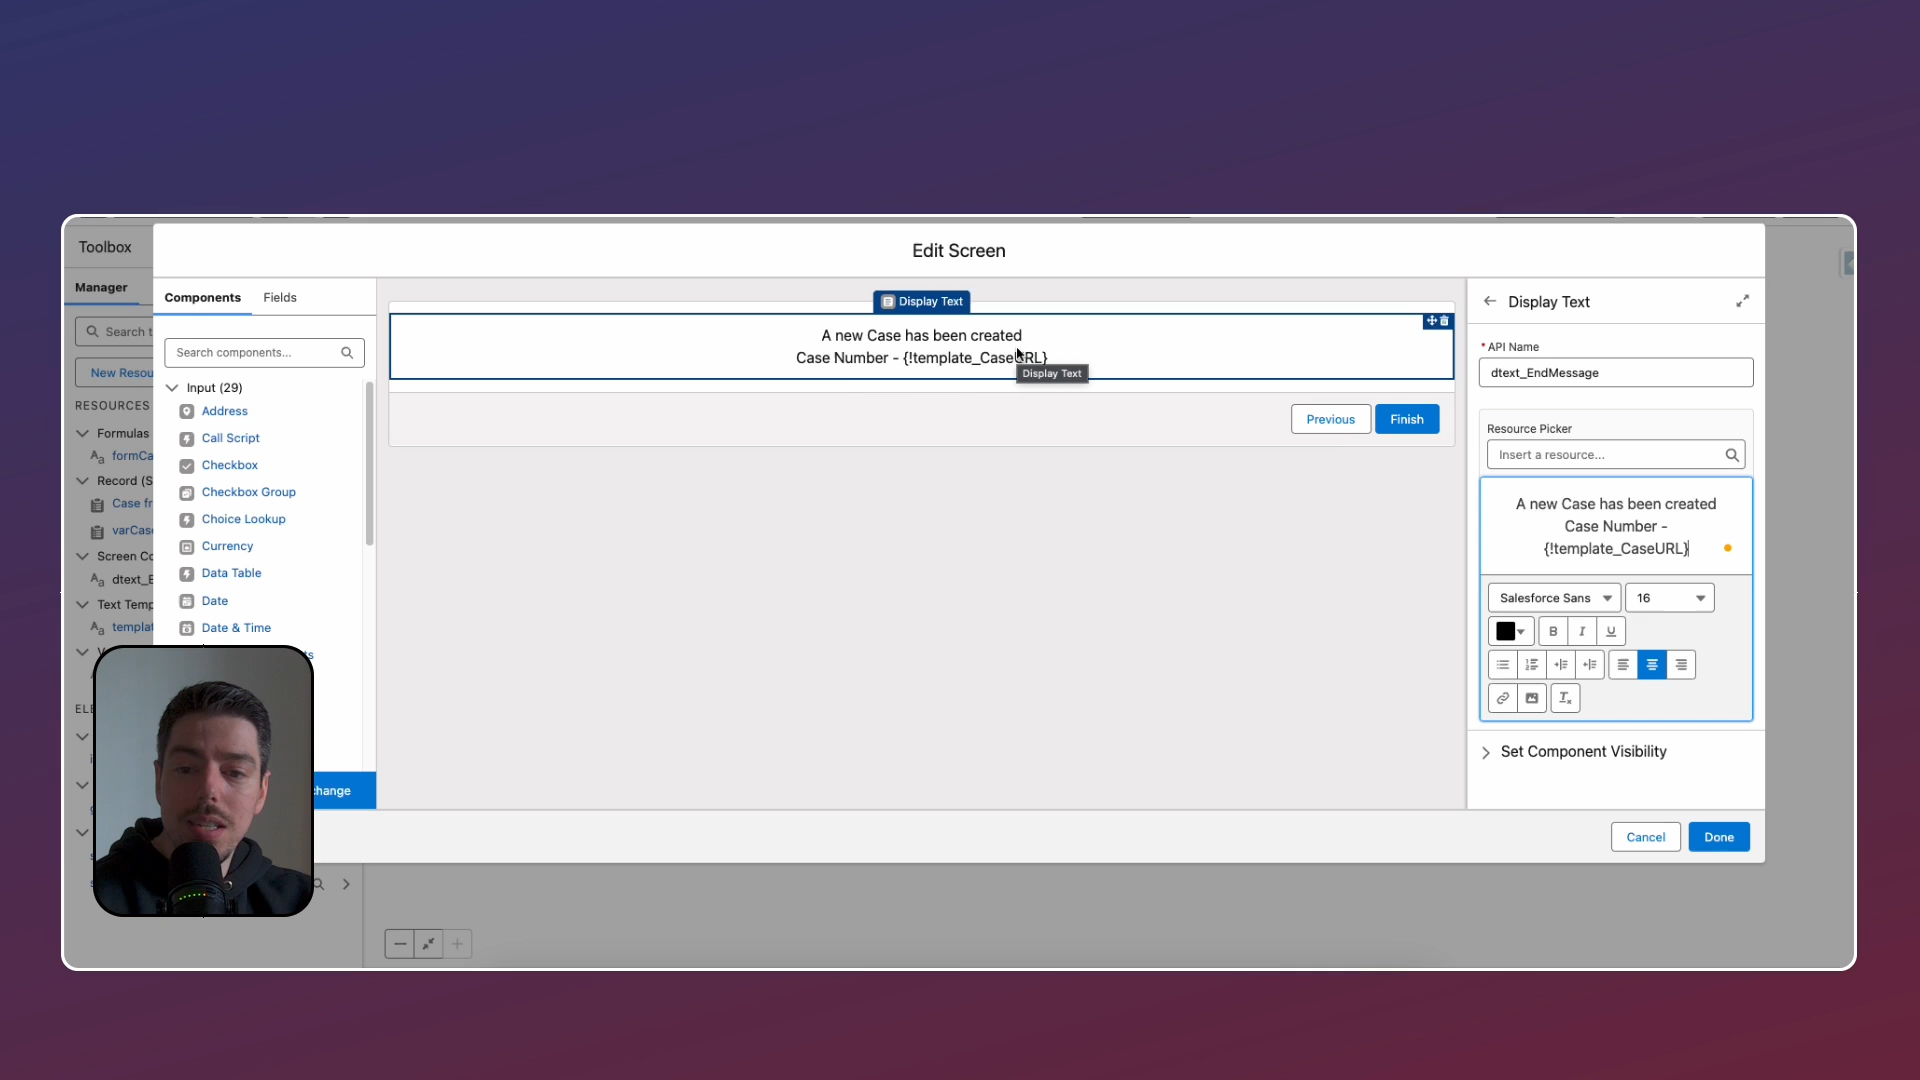 Edit Screen
Toolbox
Manager
Search t
New Resou
RESOURCES
Formulas
formCa
Record (S
Case fr
varCase
Screen Co
dtext_E
Text Temp
templat
Components
Fields
Search components...
Input (29)
Address
Call Script
Checkbox
Checkbox Group
Choice Lookup
Currency
Data Table
Date
Date & Time
ts
change
Display Text
A new Case has been created
Case Number - {!template_CaseURL}
Display Text
Previous
Finish
Display Text
* API Name
dtext_EndMessage
Resource Picker
Insert a resource...
A new Case has been created
Case Number -
{!template_CaseURL}
Salesforce Sans
16
B
I
U
Set Component Visibility
Cancel
Done